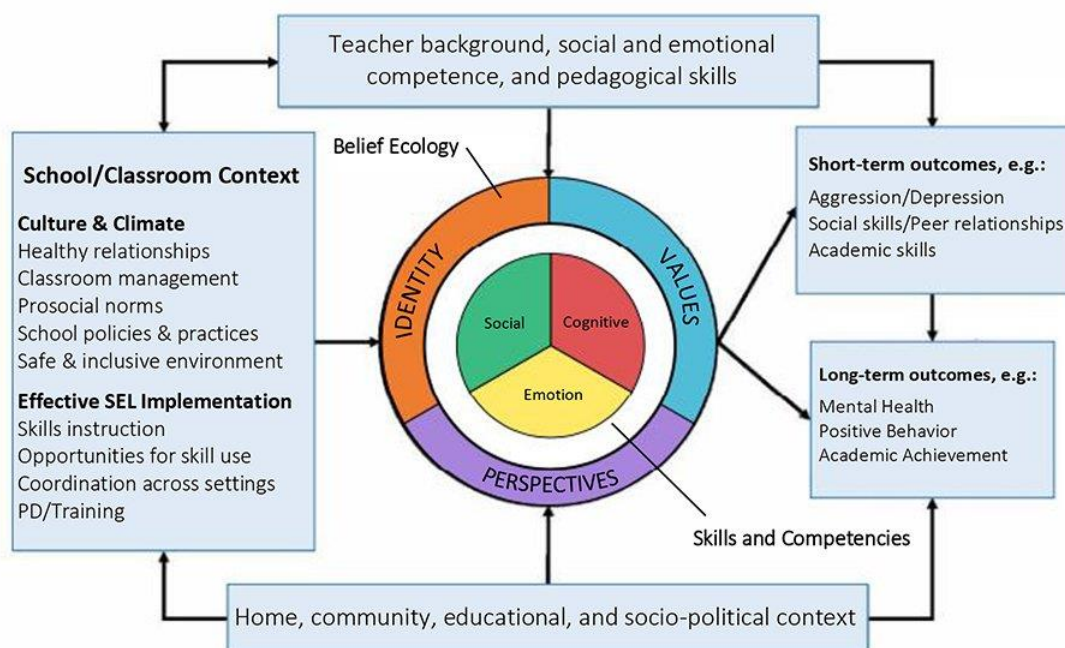 Teacher background, social and emotional
competence, and pedagogical skills
Belief Ecology
School/Classroom Context
Culture & Climate
Healthy relationships
Classroom management
Prosocial norms
School policies & practices
Safe & inclusive environment
Effective SEL Implementation
Skills instruction
Opportunities for skill use
Coordination across settings
PD/Training
IDENTITY
VALUES
PERSPECTIVES
Social
Cognitive
Emotion
Skills and Competencies
Short-term outcomes, e.g.:
Aggression/Depression
Social skills/Peer relationships
Academic skills
Long-term outcomes, e.g.:
Mental Health
Positive Behavior
Academic Achievement
Home, community, educational, and socio-political context